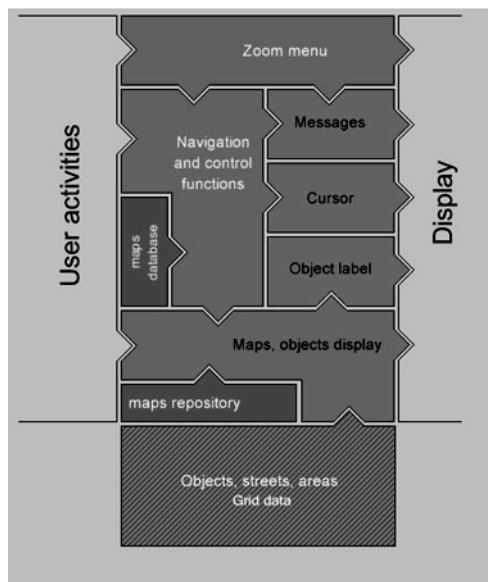 Zoom menu
User activities
Navigation
and control
functions
Messages
Cursor
Display
maps
database
Object label
Maps, objects display
maps repository
Objects, streets, areas
Grid data